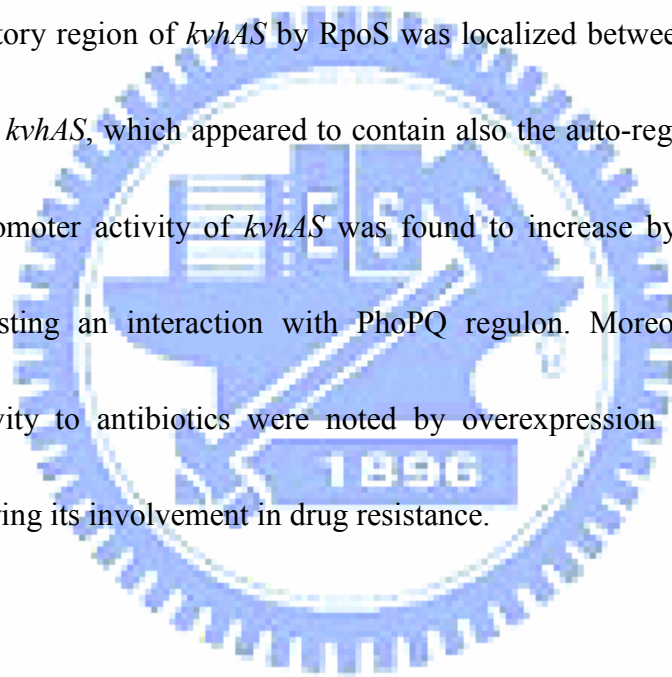 tory region of kvhAS by RpoS was localized betwee
kvhAS, which appeared to contain also the auto-reg
omoter activity of kvhAS was found to increase by
sting an interaction with PhoPQ regulon. Moreo
vity to antibiotics were noted by overexpression
ving its involvement in drug resistance.
E S
1896